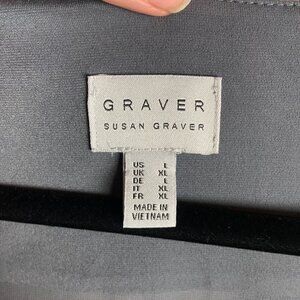 GRAVER
SUSAN GRAVER
US L
UK XL
DE L
IT XL
FR XL
MADE IN
VIETNAM